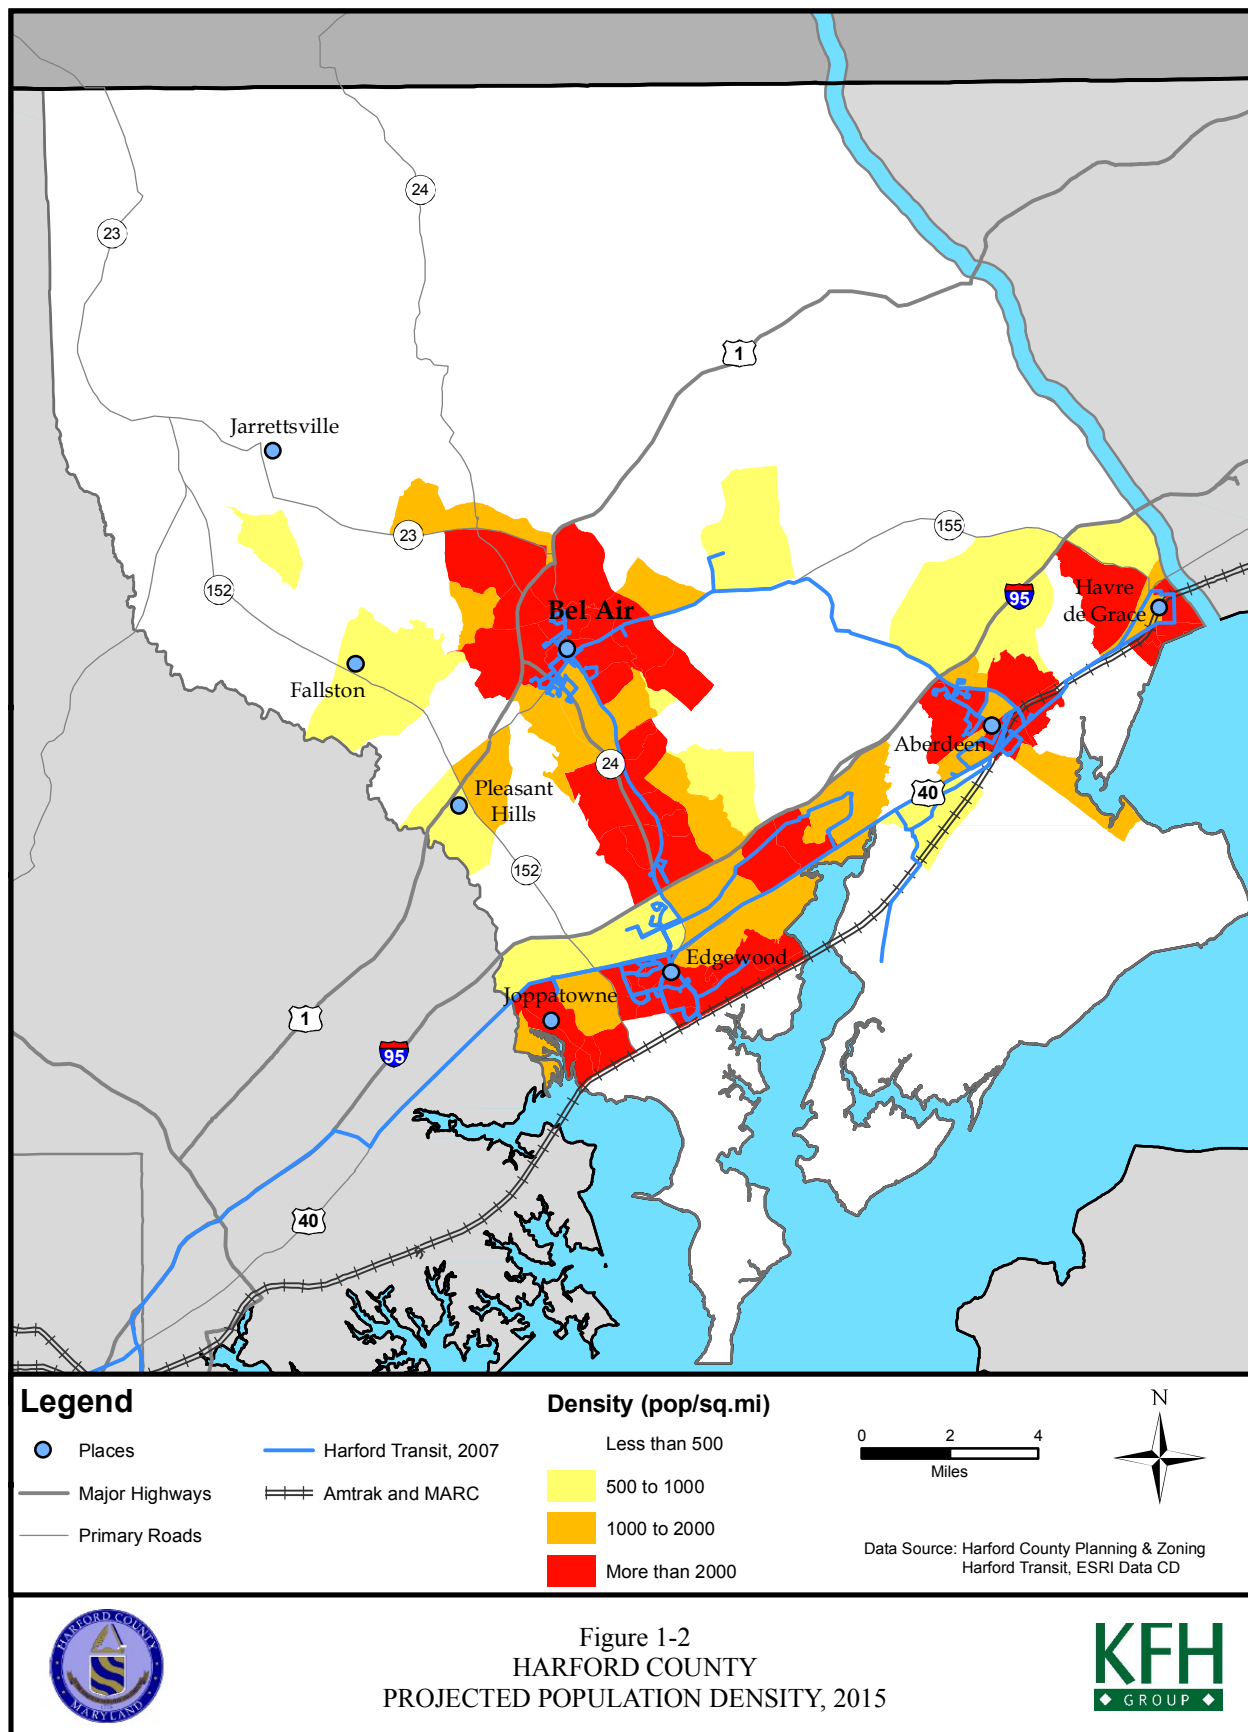 24
23
1
Jarrettsville
23
155
152
95
Havre
de Grace
Bel Air
Fallston
Aberdeen
24
40
Pleasant
Hills
152
Edgewood
Joppatowne
1
95
40
Legend
Places
Major Highways
Primary Roads
Harford Transit, 2007
Amtrak and MARC
Density (pop/sq.mi)
Less than 500
500 to 1000
1000 to 2000
More than 2000
0 2 4
Miles
N
Data Source: Harford County Planning & Zoning
Harford Transit, ESRI Data CD
HARFORD COUNTY
MARYLAND
Figure 1-2
HARFORD COUNTY
PROJECTED POPULATION DENSITY, 2015
KFH
GROUP